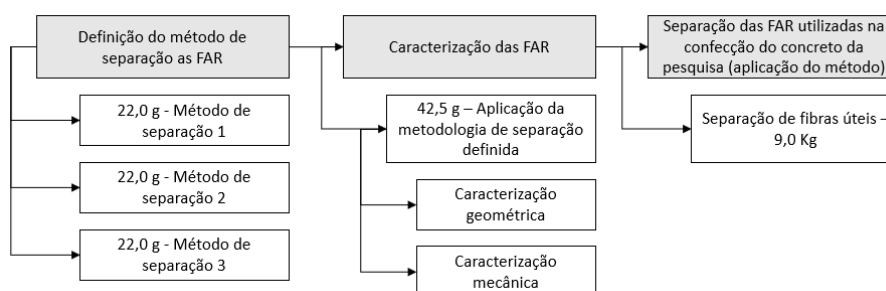 Definição do método de
separação as FAR
Caracterização das FAR
Separação das FAR utilizadas na
confecção do concreto da
pesquisa (aplicação do método)
22,0 g - Método de
separação 1
22,0 g - Método de
separação 2
22,0 g - Método de
separação 3
42,5 g – Aplicação da
metodologia de separação
definida
Caracterização
geométrica
Caracterização
mecânica
Separação de fibras úteis –
9,0 Kg